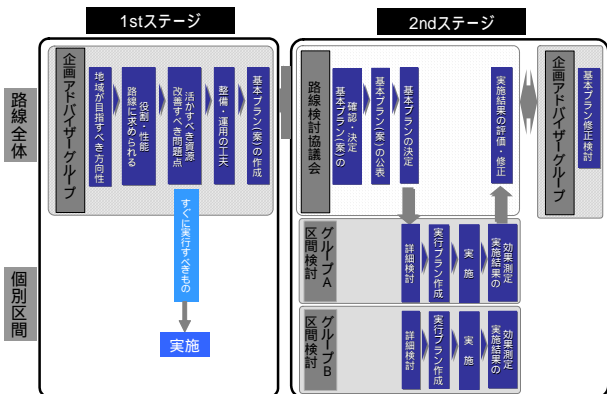 1stステージ
2ndステージ
路線全体
個別区間
企画アドバイザーグループ
地域が目指すべき方向性
路線に求められる
役割・性能
改善すべき問題点
活かすべき資源
整備・運用の工夫
基本プラン(案)の作成
すぐに実行すべきもの
実施
路線検討協議会
基本プラン(案)の
確認・決定
基本プラン(案)の公表
基本プランの決定
実施結果の評価・修正
企画アドバイザーグループ
基本プラン修正検討
区間検討
グループA
詳細検討
実行プラン作成
実施
実施結果の
効果測定
区間検討
グループB
詳細検討
実行プラン作成
実施
実施結果の
効果測定